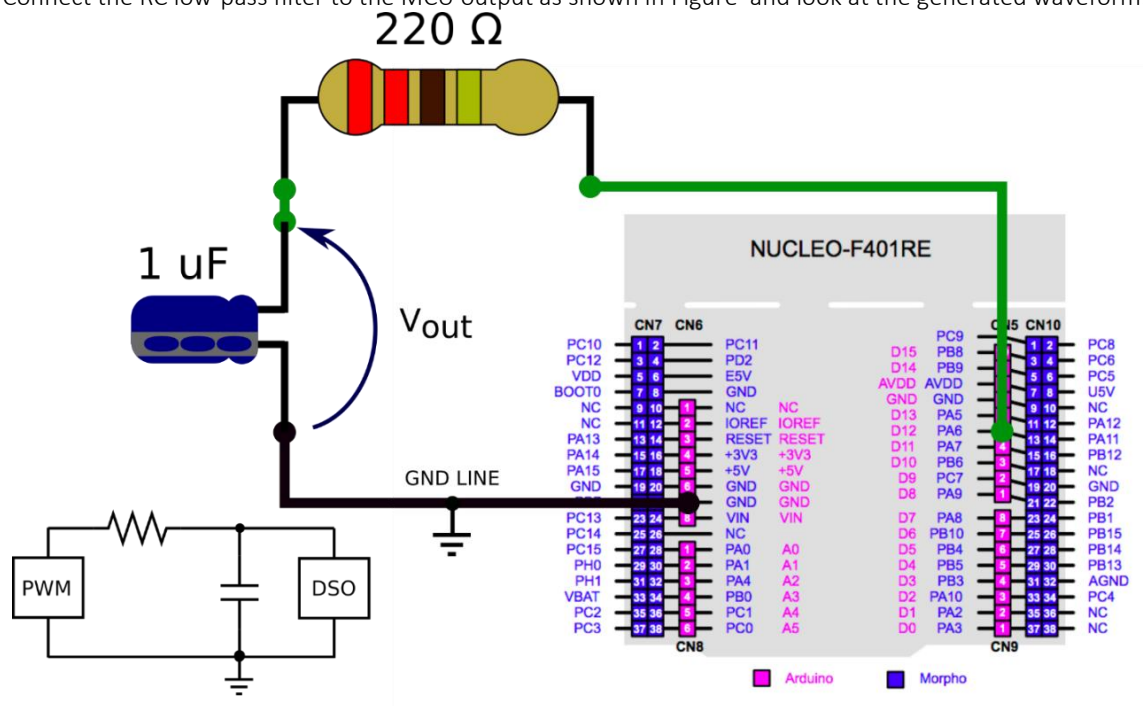 Connect the RC low-pass filter to the MCU output as shown in Figure and look at the generated waveform
220 Ω
1 uF
Vout
GND LINE
PWM
DSO
NUCLEO-F401RE
CN7 CN6
CN5 CN10
PC10 1 2 PC11
PC12 3 4 PD2
VDD 5 6 E5V
BOOT0 7 8 GND
NC 9 10 1 NC NC
NC 11 12 2 IOREF IOREF
PA13 13 14 3 RESET RESET
PA14 15 16 4 +3V3 +3V3
PA15 17 18 5 +5V +5V
GND 19 20 6 GND GND
GND GND
PC13 23 24 8 VIN VIN
PC14 25 26 NC
PC15 27 28 1 PA0 A0
PH0 29 30 2 PA1 A1
PH1 31 32 3 PA4 A2
VBAT 33 34 4 PB0 A3
PC2 35 36 5 PC1 A4
PC3 37 38 6 PC0 A5
CN8
PC9 1 2 PC8
D15 PB8 3 4 PC6
D14 PB9 5 6 PC5
AVDD AVDD 7 8 U5V
GND GND 9 10 NC
D13 PA5 11 12 PA12
D12 PA6 13 14 PA11
D11 PA7 4 15 16 PB12
D10 PB6 3 17 18 NC
D9 PC7 2 19 20 GND
D8 PA9 1 21 22 PB2
D7 PA8 8 23 24 PB1
D6 PB10 7 25 26 PB15
D5 PB4 6 27 28 PB14
D4 PB5 5 29 30 PB13
D3 PB3 4 31 32 AGND
D2 PA10 3 33 34 PC4
D1 PA2 2 35 36 NC
D0 PA3 1 37 38 NC
CN9
Arduino
Morpho